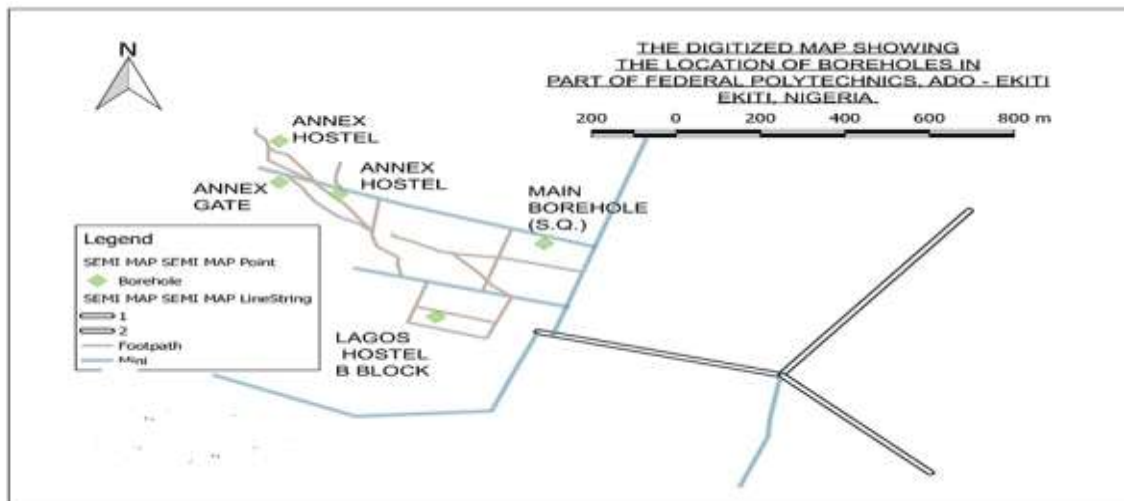 N
THE DIGITIZED MAP SHOWING
THE LOCATION OF BOREHOLES IN
PART OF FEDERAL POLYTECHNICS, ADO - EKITI
EKITI, NIGERIA.
200 0 200 400 600 800 m
ANNEX
HOSTEL
ANNEX
HOSTEL
ANNEX
GATE
MAIN
BOREHOLE
(S.Q.)
Legend
SEMI MAP SEMI MAP Point
Borehole
SEMI MAP SEMI MAP LineString
1
2
Footpath
LAGOS
HOSTEL
B BLOCK